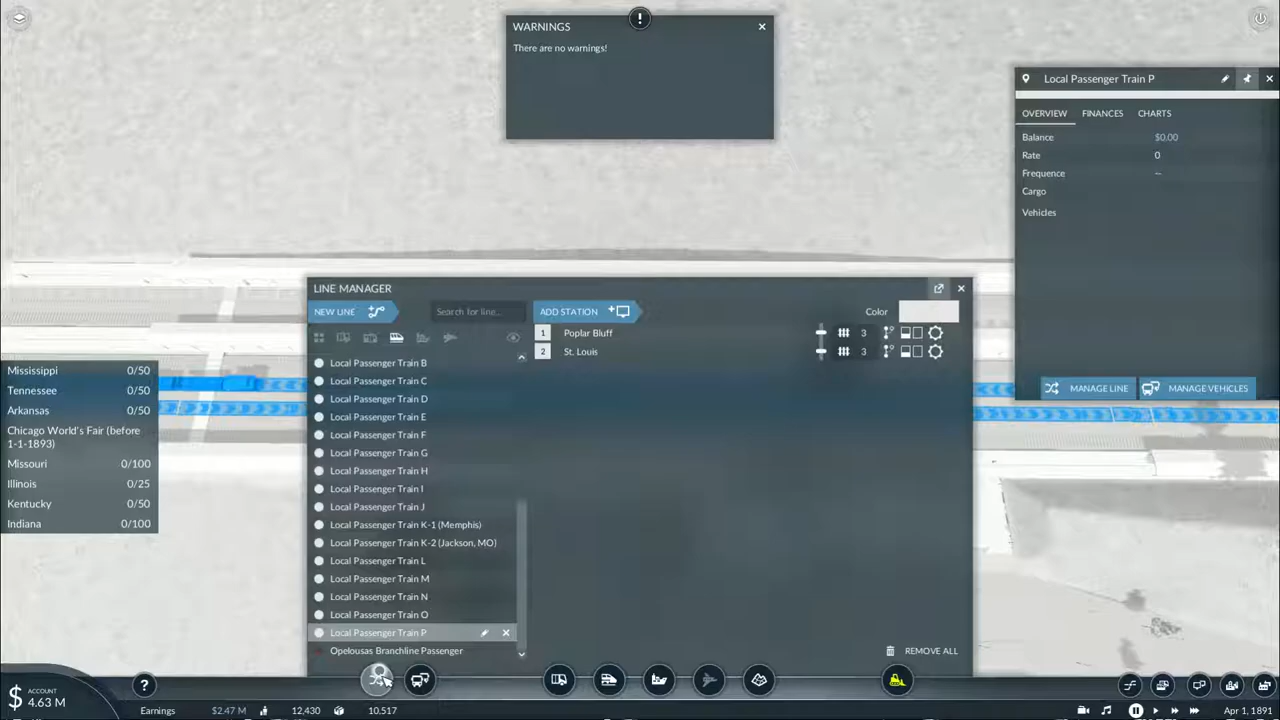 WARNINGS
There are no warnings!
Local Passenger Train P
OVERVIEW FINANCES CHARTS
Balance $0.00
Rate 0
Frequence --
Cargo
Vehicles
MANAGE LINE MANAGE VEHICLES
LINE MANAGER
NEW LINE Search for line... ADD STATION Color
1 Poplar Bluff 3
2 St. Louis 3
Local Passenger Train B
Local Passenger Train C
Local Passenger Train D
Local Passenger Train E
Local Passenger Train F
Local Passenger Train G
Local Passenger Train H
Local Passenger Train I
Local Passenger Train J
Local Passenger Train K-1 (Memphis)
Local Passenger Train K-2 (Jackson, MO)
Local Passenger Train L
Local Passenger Train M
Local Passenger Train N
Local Passenger Train O
Local Passenger Train P
Opelousas Branchline Passenger
REMOVE ALL
Mississippi 0/50
Tennessee 0/50
Arkansas 0/50
Chicago World's Fair (before
1-1-1893)
Missouri 0/100
Illinois 0/25
Kentucky 0/50
Indiana 0/100
$ ACCOUNT
4.63 M
?
Earnings $2.47 M 12,430 10,517
Apr 1, 1891